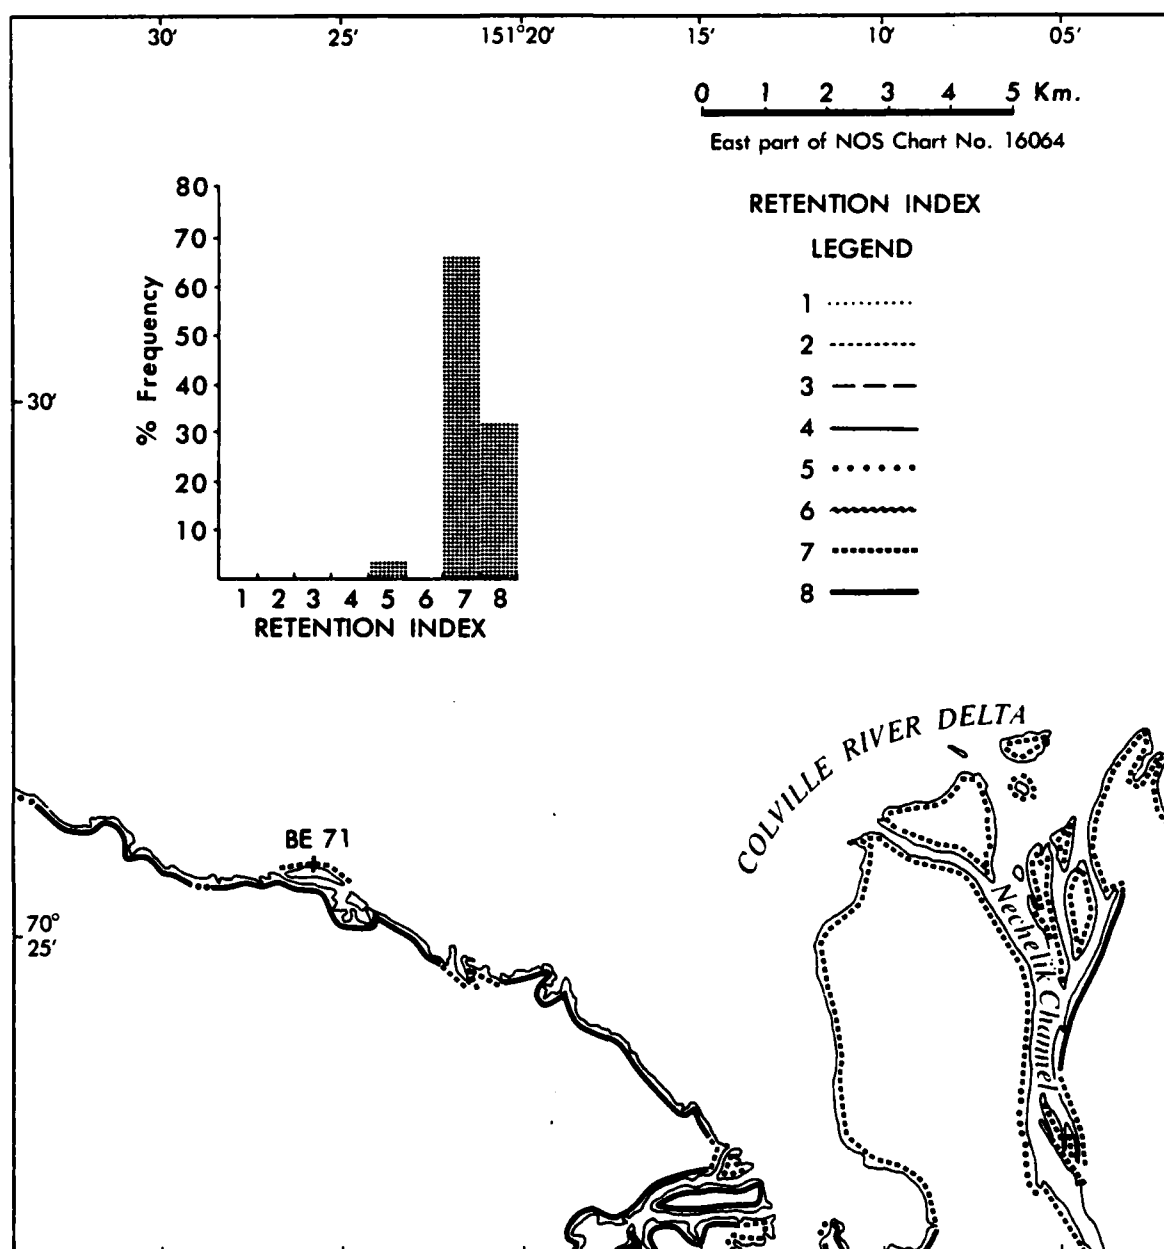 30′ 25′ 151°20′ 15′ 10′ 05′
0 1 2 3 4 5 Km.
East part of NOS Chart No. 16064
80
70
60
50
40
30
20
10
% Frequency
1 2 3 4 5 6 7 8
RETENTION INDEX
RETENTION INDEX
LEGEND
1
2
3
4
5
6
7
8
30′
70°
25′
BE 71
COLVILLE RIVER DELTA
Nechelik Channel